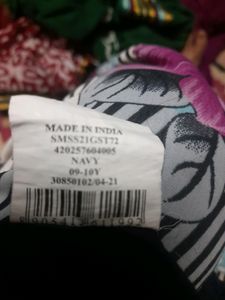 MADE IN INDIA
SMSS21GST72
420257604005
NAVY
09-10Y
30850102/04-21